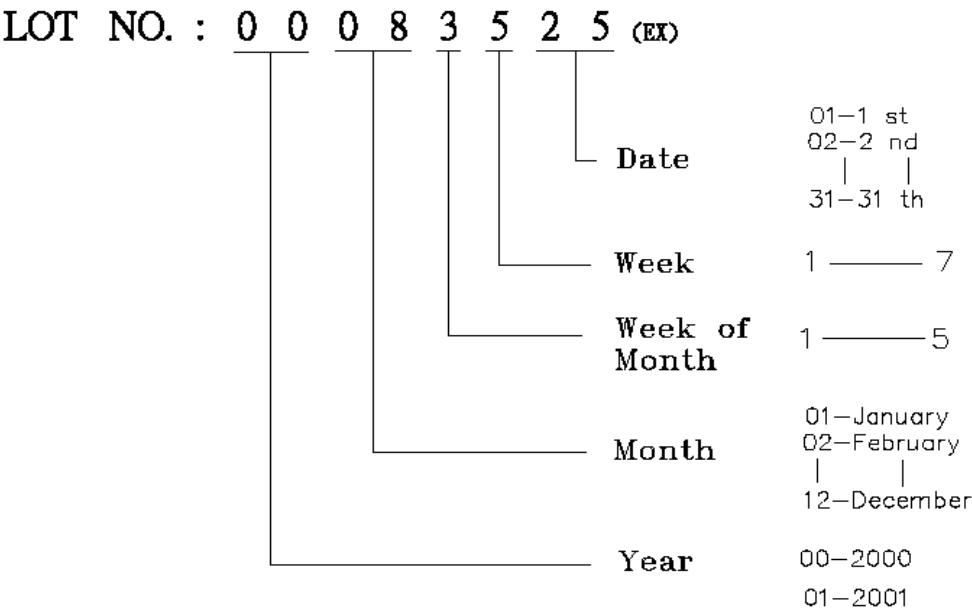 LOT NO. : 0 0 0 8 3 5 2 5 (EX)
Date
01-1 st
02-2 nd
31-31 th
Week
1 7
Week of
Month
1 5
Month
01-January
02-February
12-December
Year
00-2000
01-2001